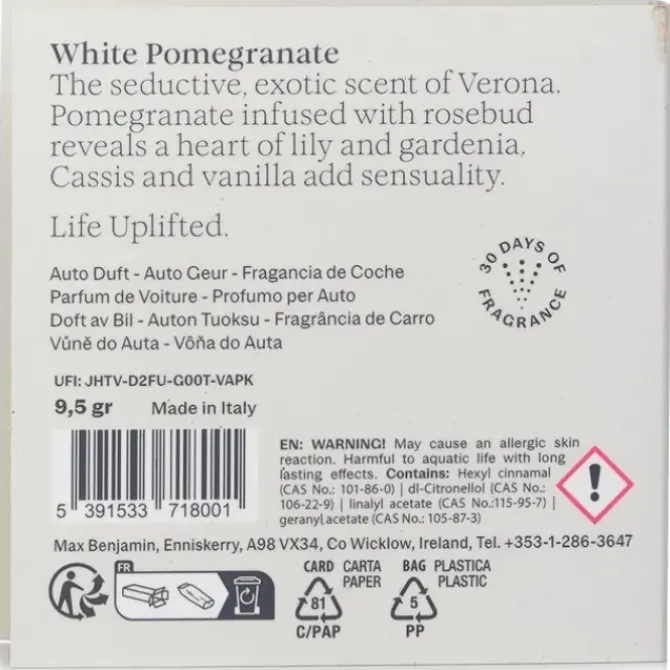 White Pomegranate
The seductive, exotic scent of Verona.
Pomegranate infused with rosebud
reveals a heart of lily and gardenia,
Cassis and vanilla add sensuality.
Life Uplifted.
30 DAYS OF FRAGRANCE
Auto Duft - Auto Geur - Fragancia de Coche
Parfum de Voiture - Profumo per Auto
Doft av Bil - Auton Tuoksu - Fragrância de Carro
Vůně do Auta - Vôňa do Auta
UFI: JHTV-D2FU-G00T-VAPK
9,5 gr Made in Italy
5 391533 718001
EN: WARNING! May cause an allergic skin
reaction. Harmful to aquatic life with long
lasting effects. Contains: Hexyl cinnamal
(CAS No.: 101-86-0) | dl-Citronellol (CAS No.:
106-22-9) | linalyl acetate (CAS No.:115-95-7) |
geranyl acetate (CAS No.: 105-87-3)
Max Benjamin, Enniskerry, A98 VX34, Co Wicklow, Ireland, Tel. +353-1-286-3647
FR
CARD CARTA
PAPER
81
C/PAP
BAG PLASTICA
PLASTIC
5
PP